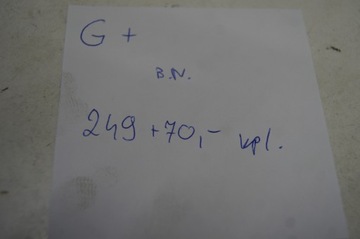 G +
B.N.
249 +70,- kpl.